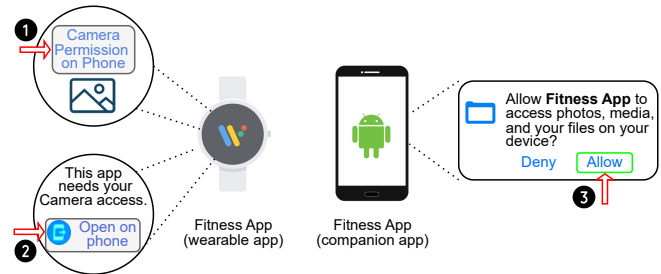 1
Camera
Permission
on Phone
This app
needs your
Camera access.
Open on
phone
2
Fitness App
(wearable app)
Fitness App
(companion app)
Allow Fitness App to
access photos, media,
and your files on your
device?
Deny Allow
3